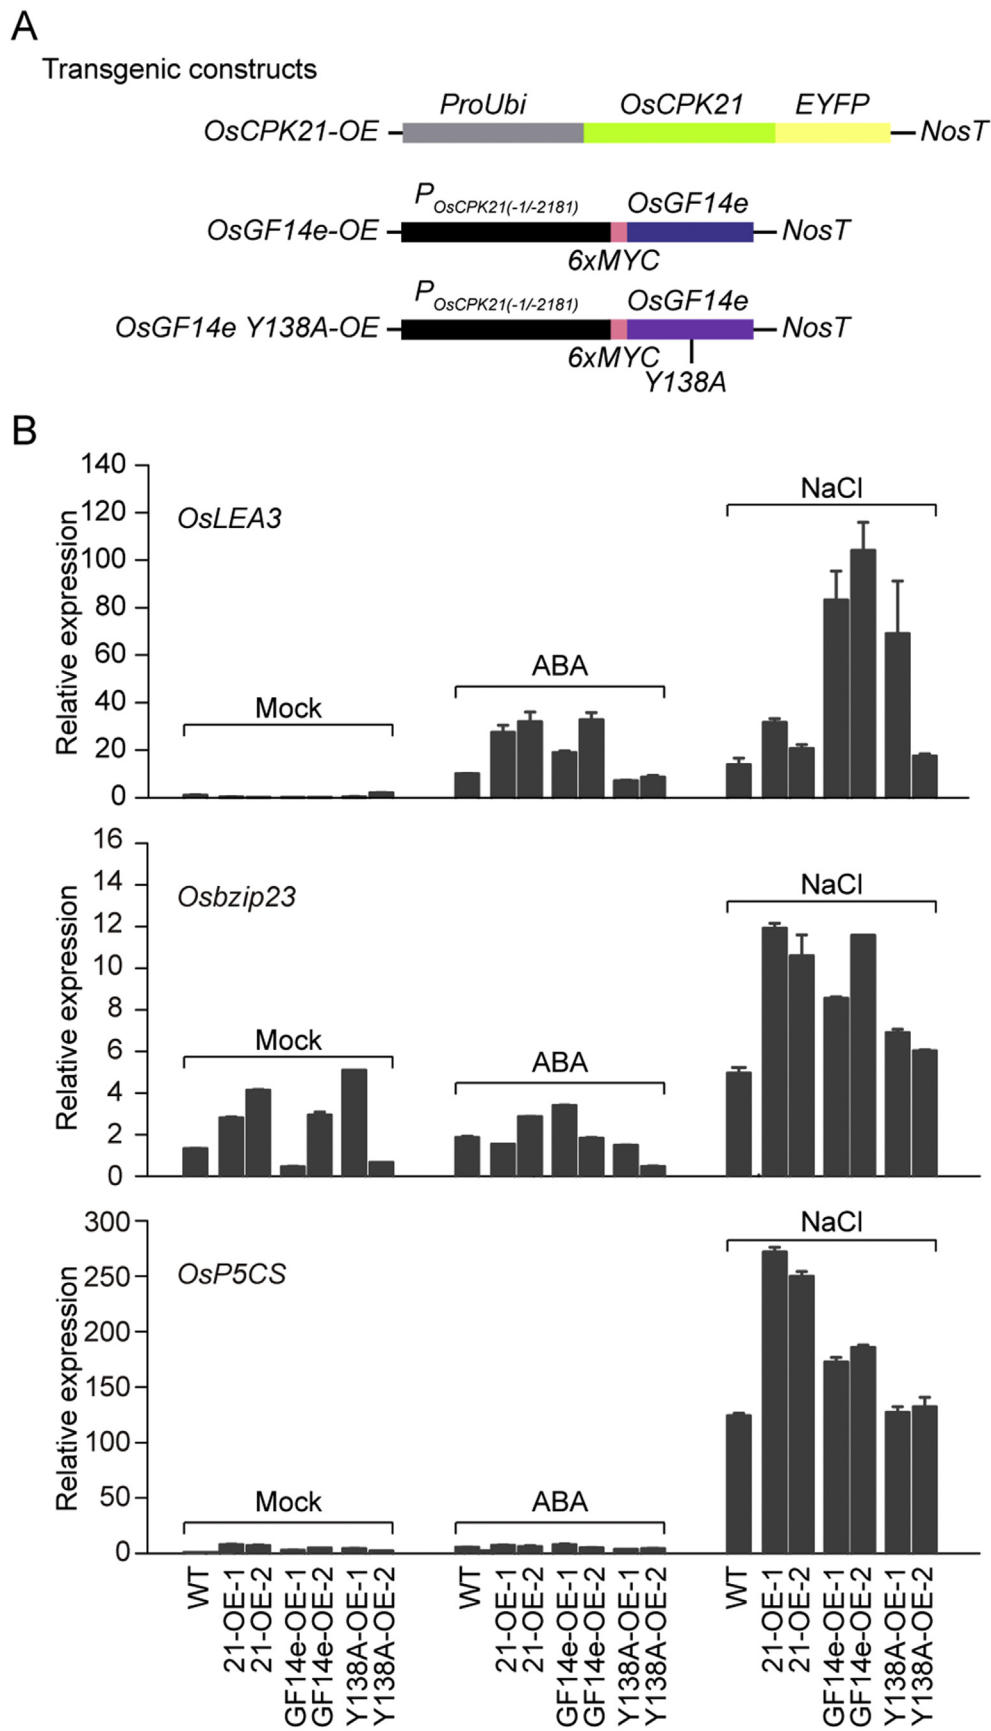 A
Transgenic constructs
ProUbi OsCPK21 EYFP
OsCPK21-OE NosT
P OsCPK21(-1/-2181) OsGF14e
OsGF14e-OE NosT
6xMYC
P OsCPK21(-1/-2181) OsGF14e
OsGF14e Y138A-OE NosT
6xMYC
Y138A
B
Relative expression
140
120
100
80
60
40
20
0
OsLEA3
Mock
ABA
NaCl
Relative expression
16
14
12
10
8
6
4
2
0
Osbzip23
Mock
ABA
NaCl
Relative expression
300
250
200
150
100
50
0
OsP5CS
Mock
ABA
NaCl
WT
21-OE-1
21-OE-2
GF14e-OE-1
GF14e-OE-2
Y138A-OE-1
Y138A-OE-2
WT
21-OE-1
21-OE-2
GF14e-OE-1
GF14e-OE-2
Y138A-OE-1
Y138A-OE-2
WT
21-OE-1
21-OE-2
GF14e-OE-1
GF14e-OE-2
Y138A-OE-1
Y138A-OE-2